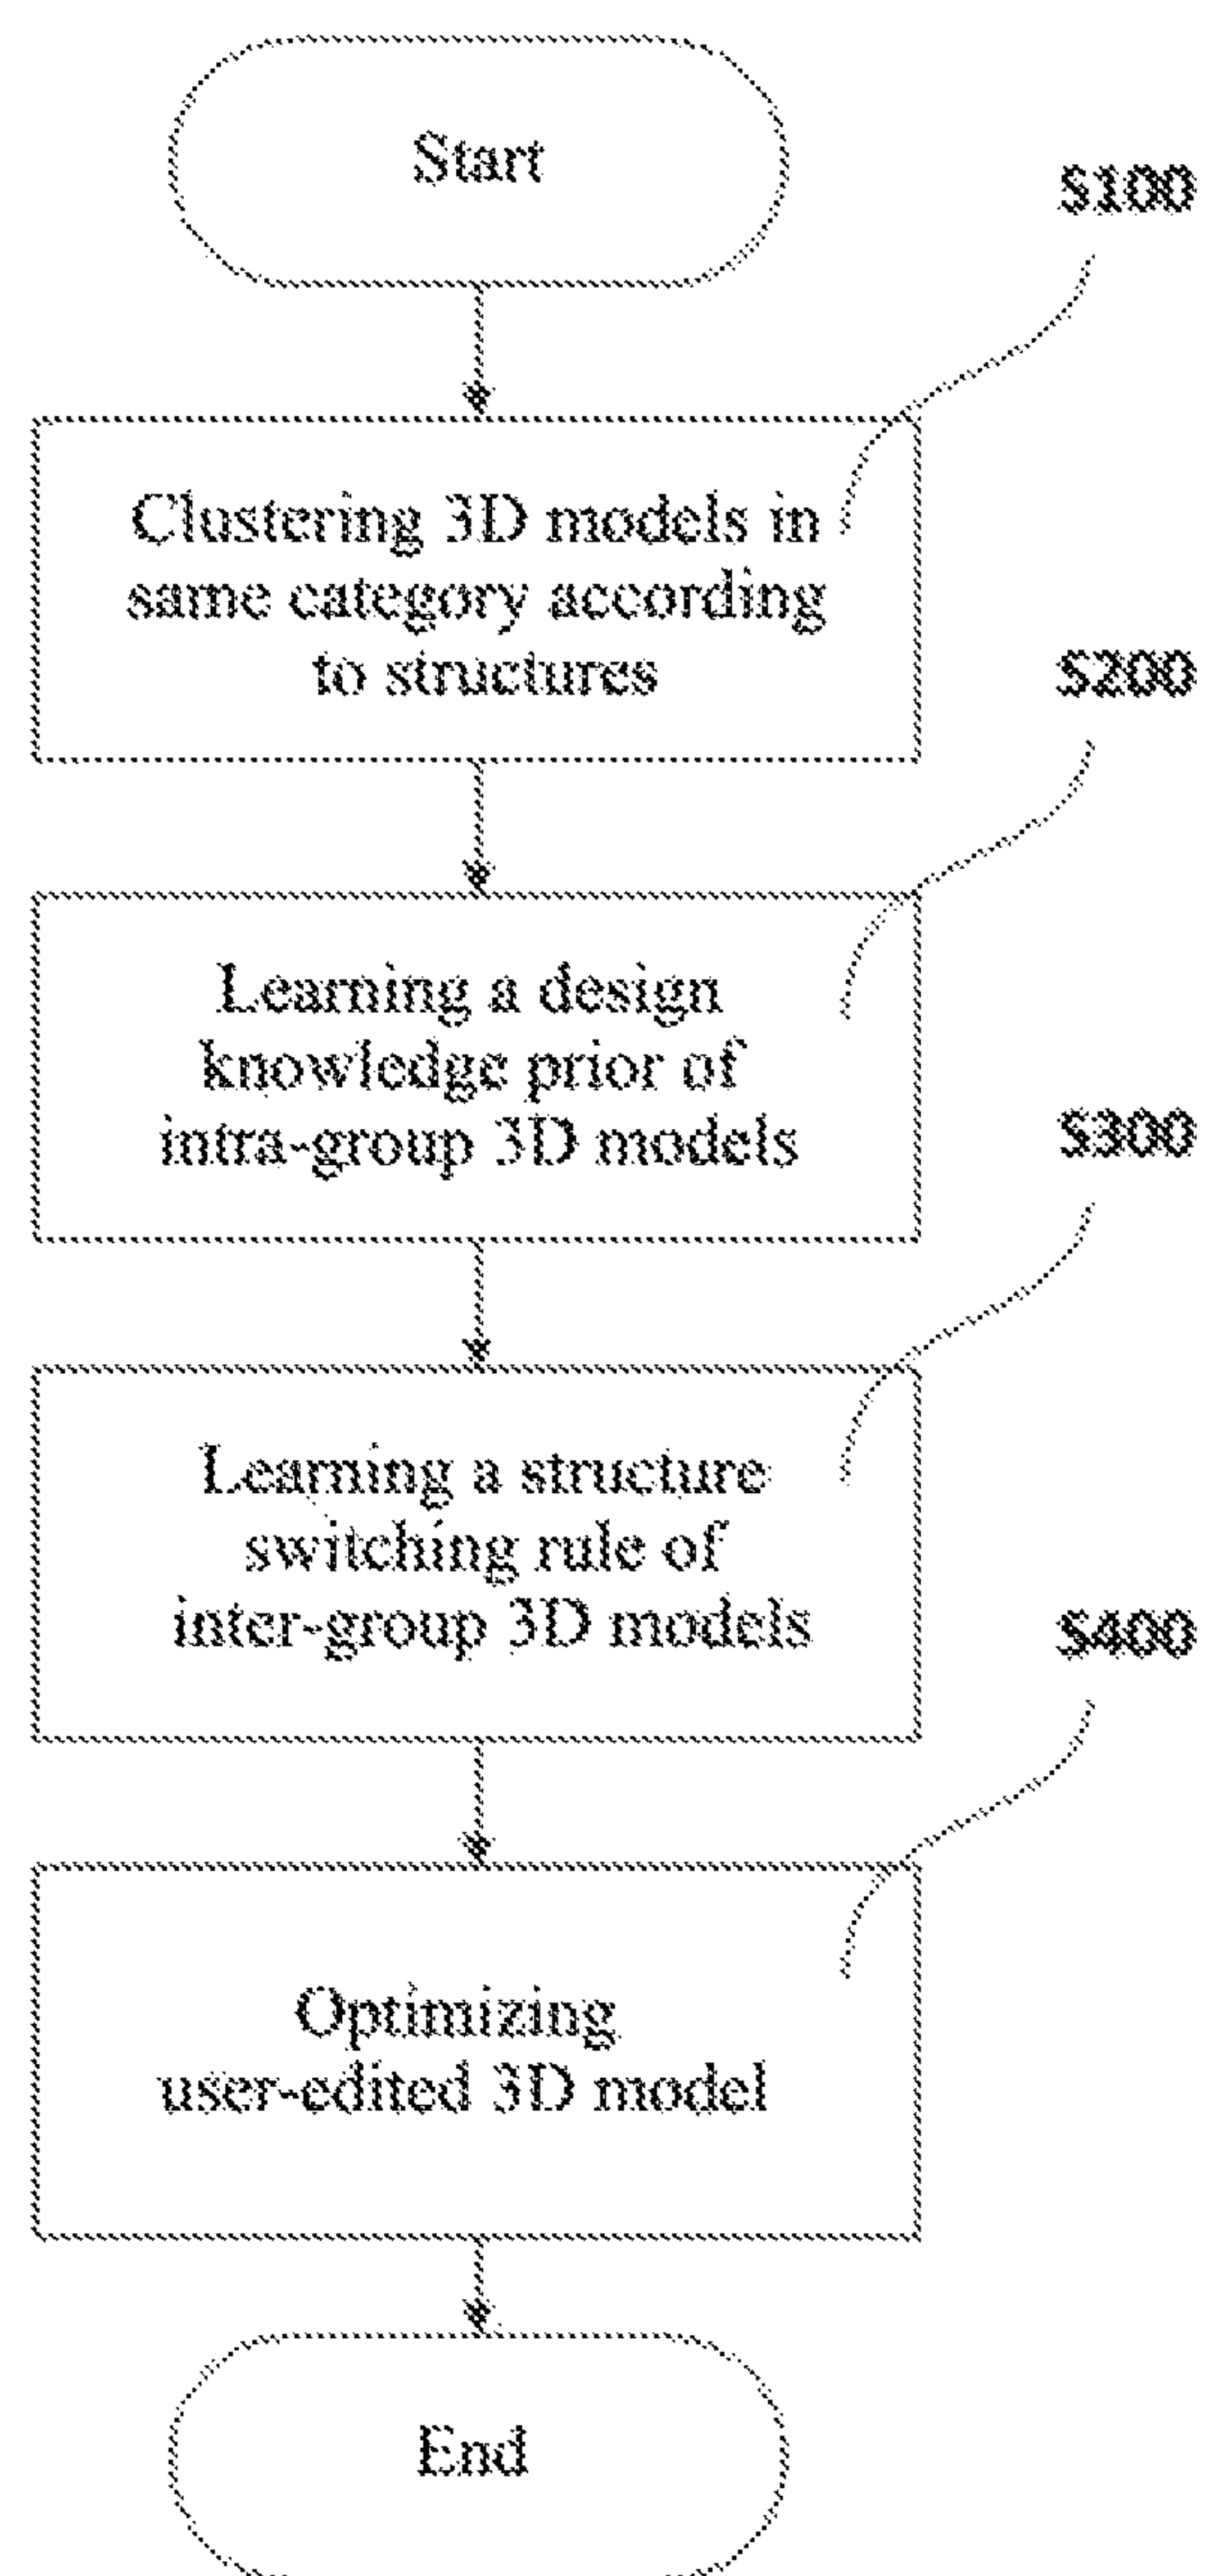 Start
S100
Clustering 3D models in
same category according
to structures
S200
Learning a design
knowledge prior of
intra-group 3D models
S300
Learning a structure
switching rule of
inter-group 3D models
S400
Optimizing
user-edited 3D model
End